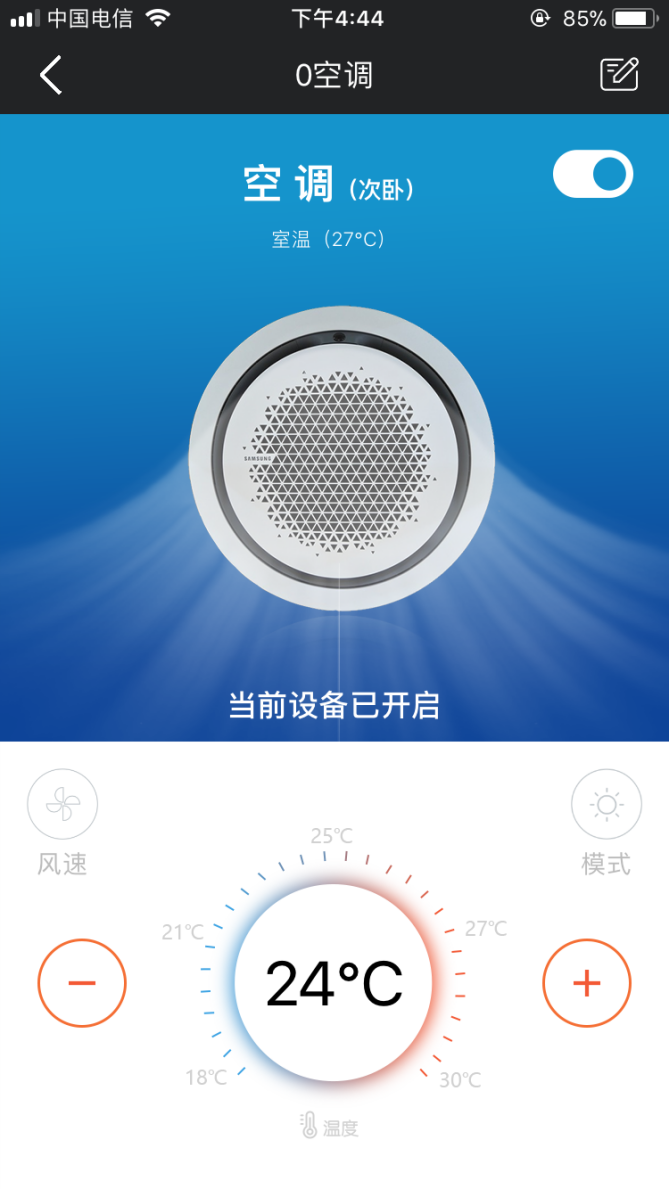 中国电信 下午4:44 85%
0空调
空 调（次卧）
室温（27°C）
SAMSUNG
当前设备已开启
风速
模式
25℃
21℃
27℃
24°C
18℃
30℃
温度